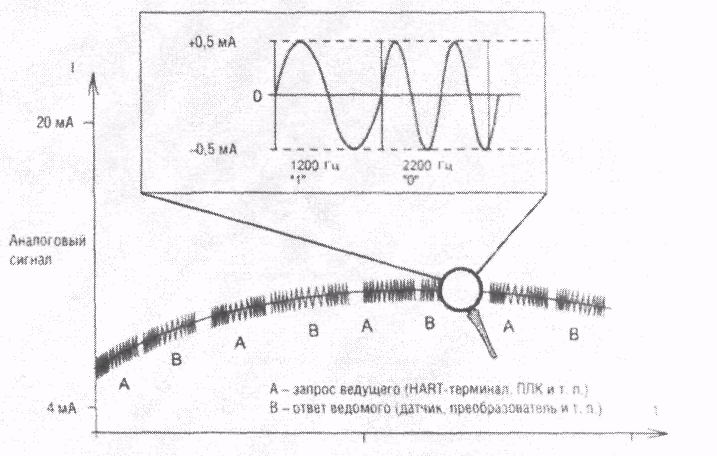 +0,5 мА
I
0
20 мА
-0,5 мА
1200 Гц 2200 Гц
"1" "0"
Аналоговый
сигнал
A B A B A B A B
А – запрос ведущего (HART-терминал, ПЛК и т. п.)
В – ответ ведомого (датчик, преобразователь и т. п.)
4 мА
t